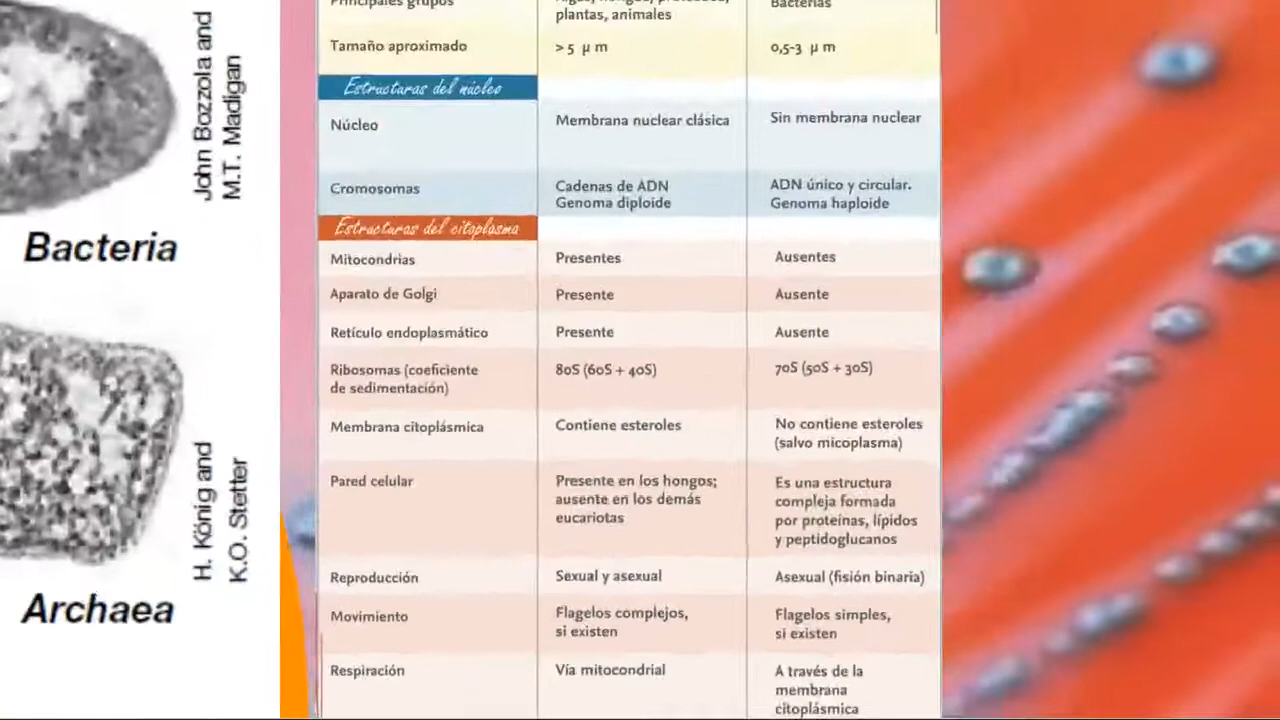 John Bozzola and
M.T. Madigan
Bacteria
H. König and
K.O. Stetter
Archaea
Principales grupos
plantas, animales
Bacterias
Tamaño aproximado
> 5 μ m
0,5-3 μ m
Estructuras del núcleo
Núcleo
Membrana nuclear clásica
Sin membrana nuclear
Cromosomas
Cadenas de ADN
Genoma diploide
ADN único y circular.
Genoma haploide
Estructuras del citoplasma
Mitocondrias
Presentes
Ausentes
Aparato de Golgi
Presente
Ausente
Retículo endoplasmático
Presente
Ausente
Ribosomas (coeficiente
de sedimentación)
80S (60S + 40S)
70S (50S + 30S)
Membrana citoplásmica
Contiene esteroles
No contiene esteroles
(salvo micoplasma)
Pared celular
Presente en los hongos;
ausente en los demás
eucariotas
Es una estructura
compleja formada
por proteínas, lípidos
y peptidoglucanos
Reproducción
Sexual y asexual
Asexual (fisión binaria)
Movimiento
Flagelos complejos,
si existen
Flagelos simples,
si existen
Respiración
Vía mitocondrial
A través de la
membrana
citoplásmica